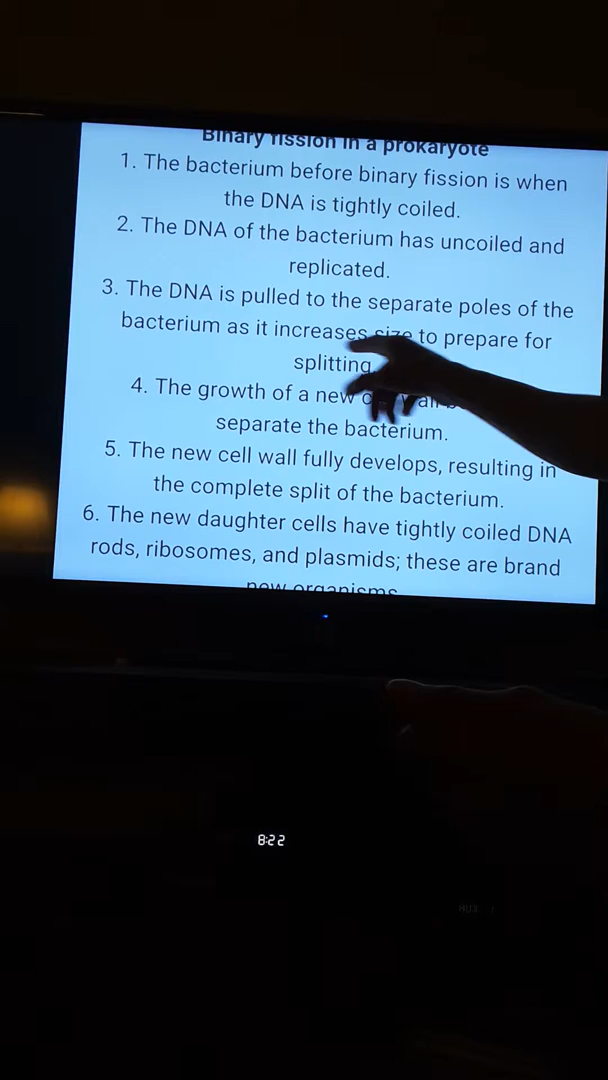 Binary fission in a prokaryote
1. The bacterium before binary fission is when
the DNA is tightly coiled.
2. The DNA of the bacterium has uncoiled and
replicated.
3. The DNA is pulled to the separate poles of the
bacterium as it increases size to prepare for
splitting.
4. The growth of a new
separate the bacterium.
5. The new cell wall fully develops, resulting in
the complete split of the bacterium.
6. The new daughter cells have tightly coiled DNA
rods, ribosomes, and plasmids; these are brand
new organisms
8:22